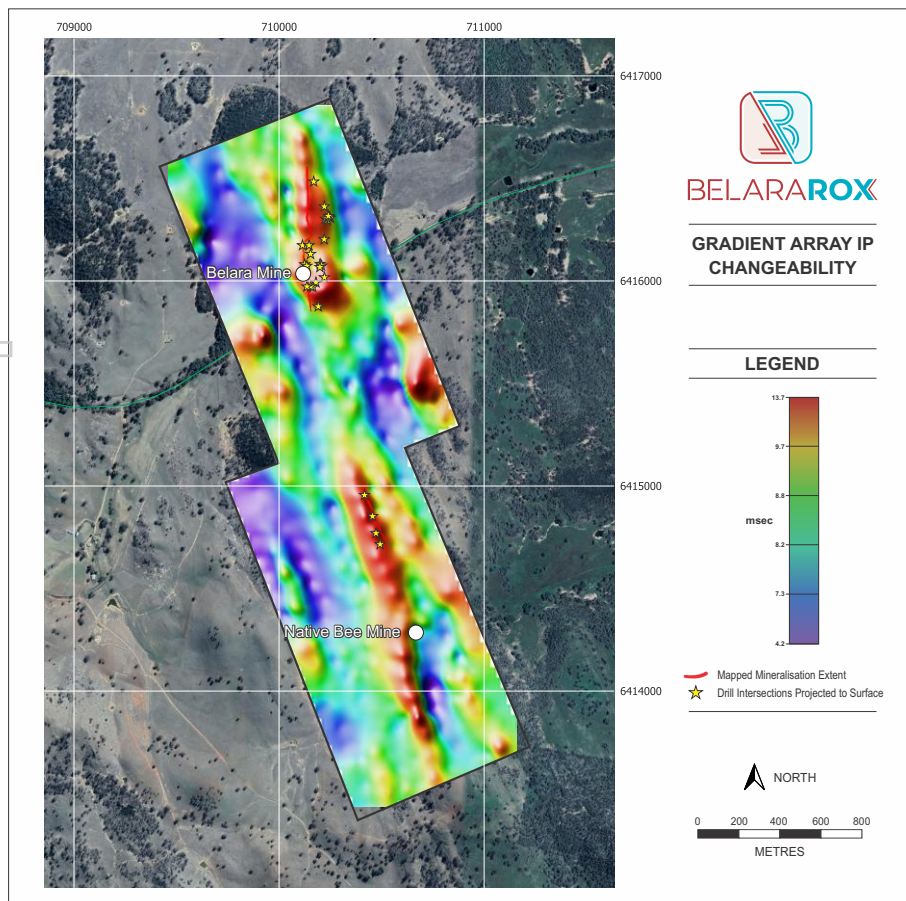 709000
710000
711000
6417000
6416000
6415000
6414000
Belara Mine
Native Bee Mine
BELARAROX
GRADIENT ARRAY IP
CHANGEABILITY
LEGEND
13.7
9.7
8.8
msec
8.2
7.3
4.2
Mapped Mineralisation Extent
Drill Intersections Projected to Surface
NORTH
0 200 400 600 800
METRES